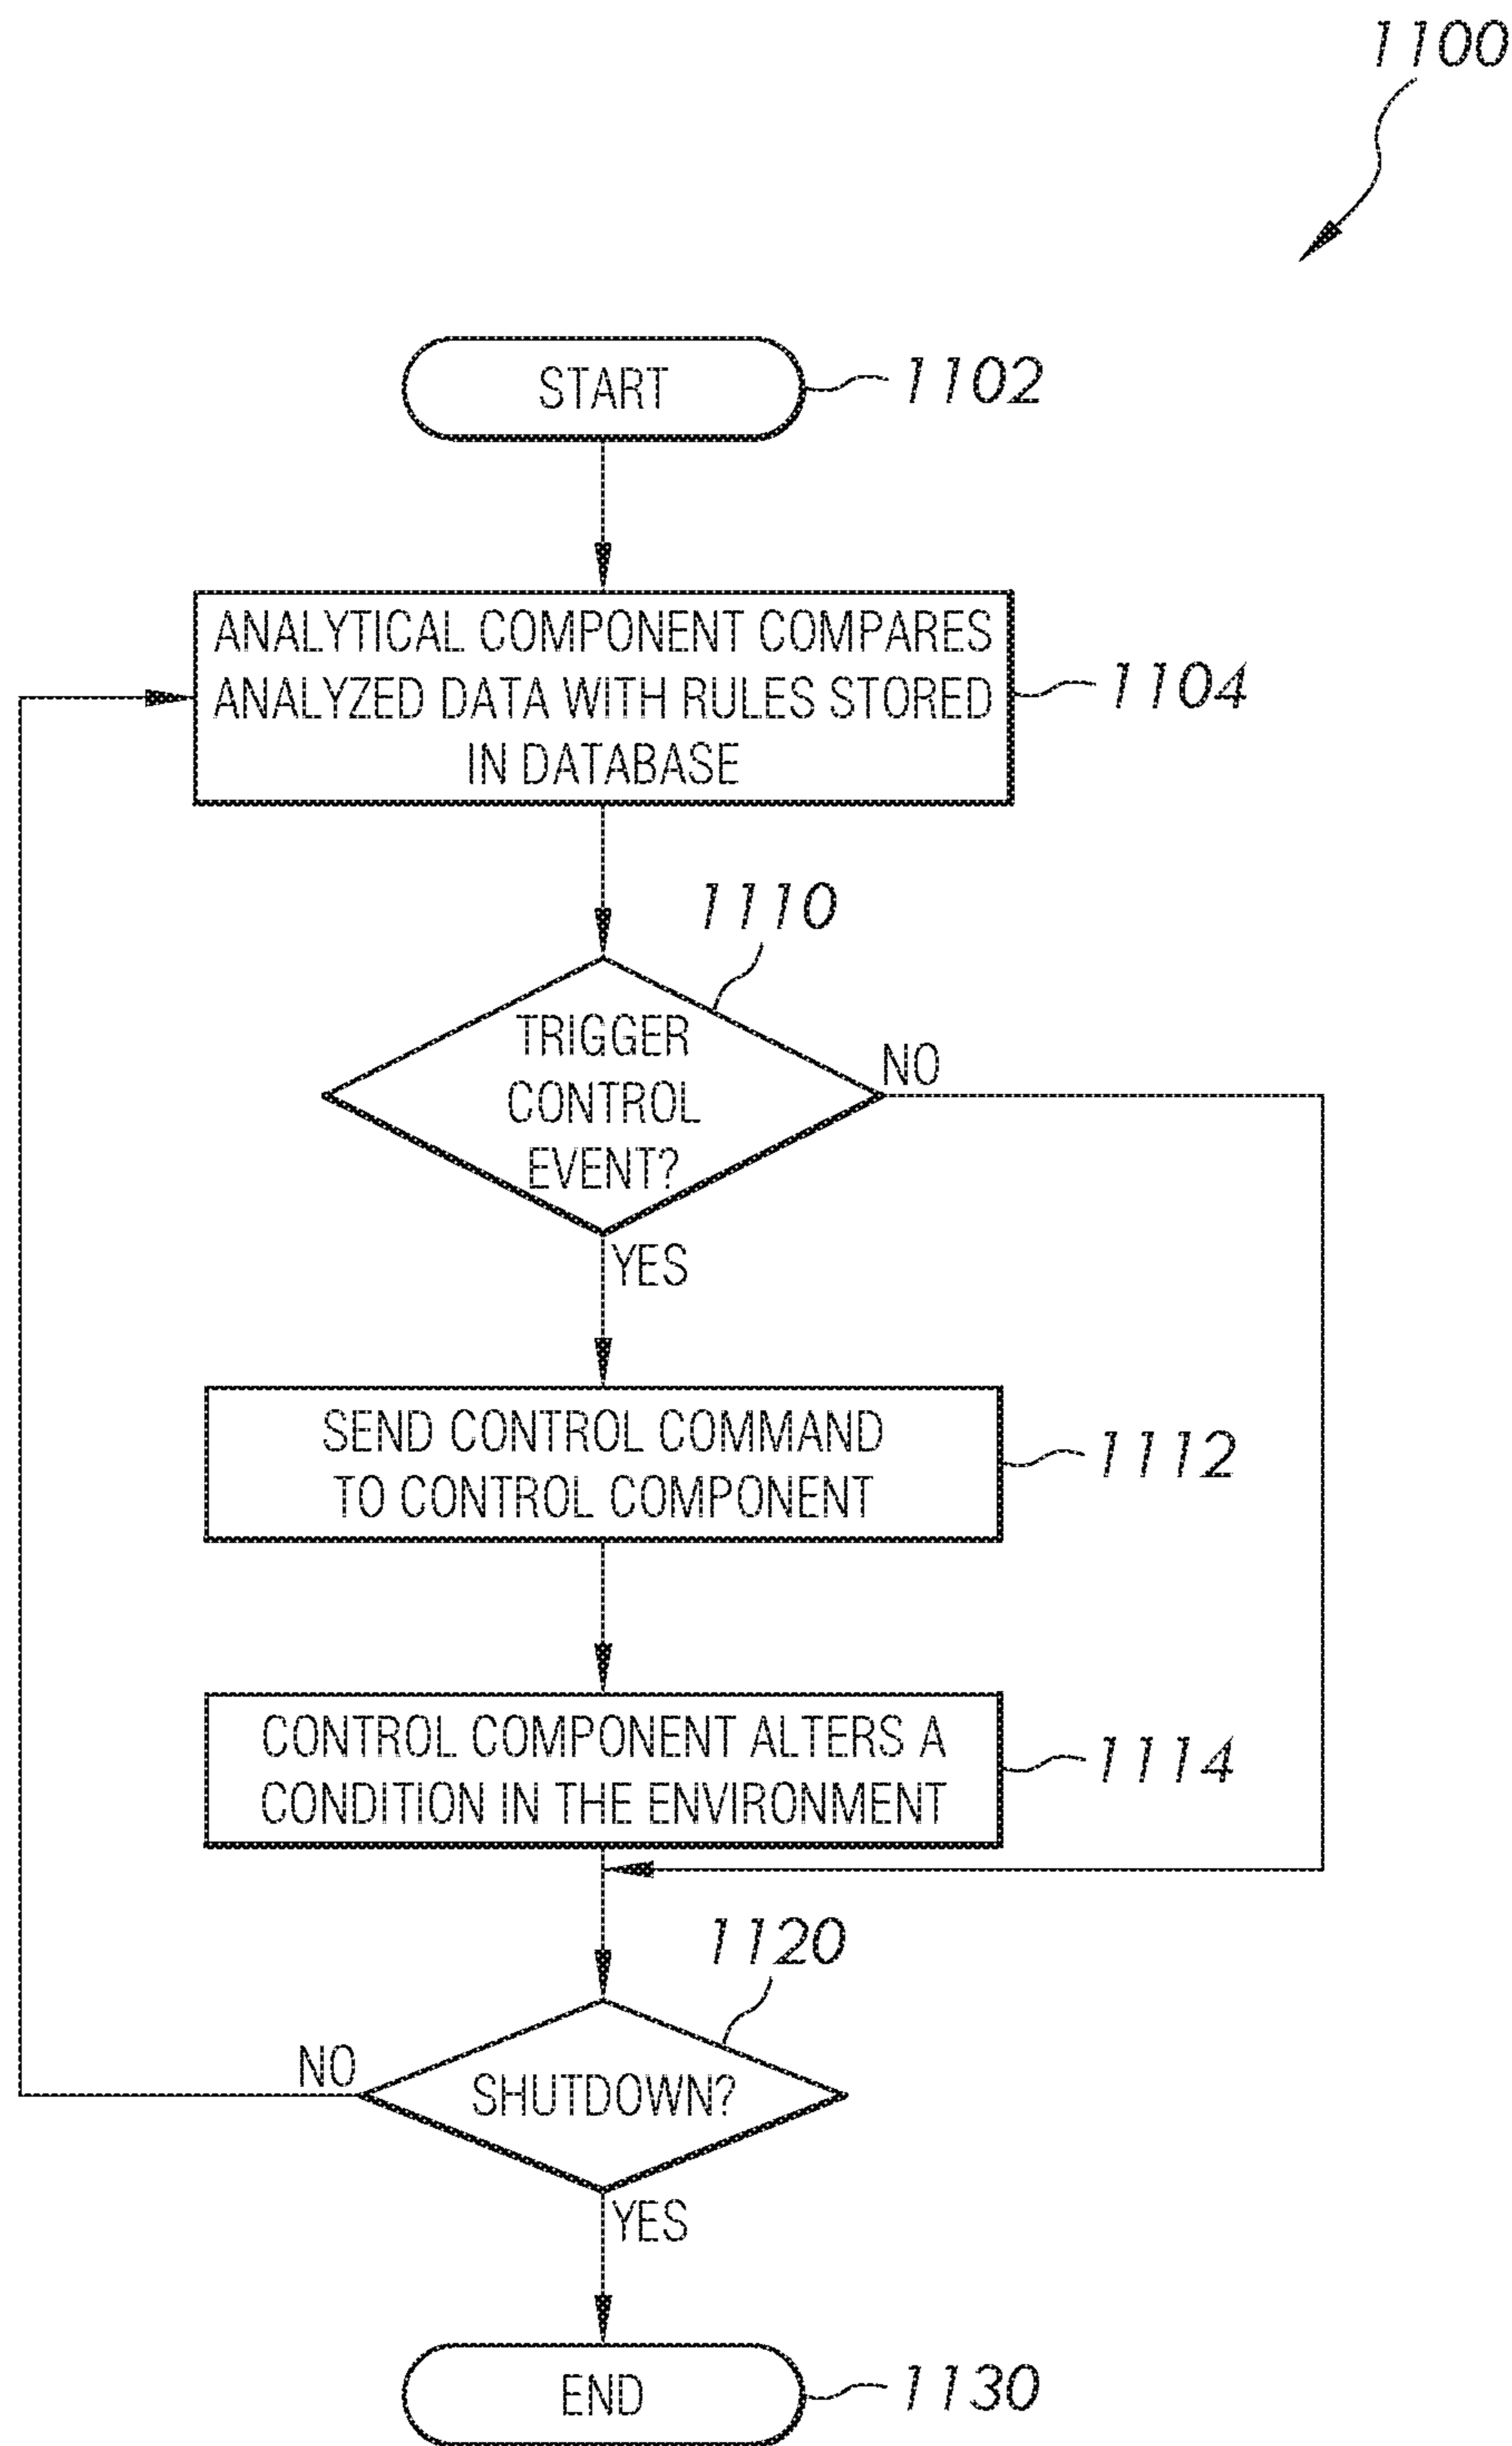 1100
START
1102
ANALYTICAL COMPONENT COMPARES
ANALYZED DATA WITH RULES STORED
IN DATABASE
1104
1110
TRIGGER
CONTROL
EVENT?
NO
YES
SEND CONTROL COMMAND
TO CONTROL COMPONENT
1112
CONTROL COMPONENT ALTERS A
CONDITION IN THE ENVIRONMENT
1114
1120
NO
SHUTDOWN?
YES
END
1130